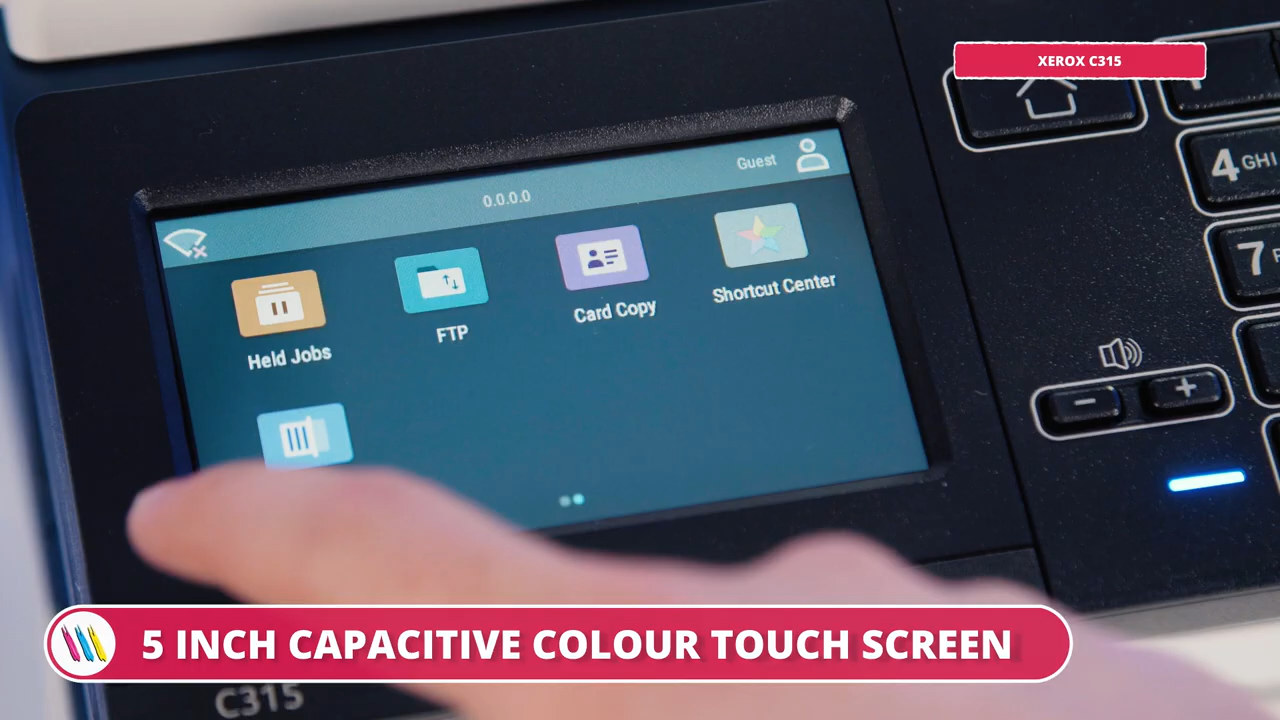 XEROX C315
Guest
0.0.0.0
4 GHI
7
Held Jobs
FTP
Card Copy
Shortcut Center
- +
5 INCH CAPACITIVE COLOUR TOUCH SCREEN
C315